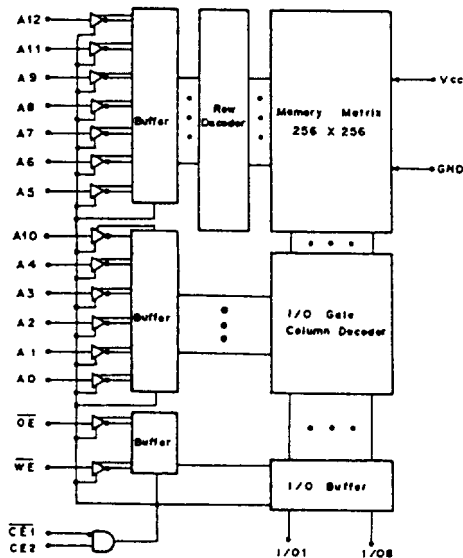 A12
A11
A9
A8
A7
A6
A5
Buffer
Row
Decoder
Memory Matrix
256 X 256
Vcc
GND
A10
A4
A3
A2
A1
A0
Buffer
I/O Gate
Column Decoder
OE
WE
Buffer
I/O Buffer
CE1
CE2
I/O1
I/O8